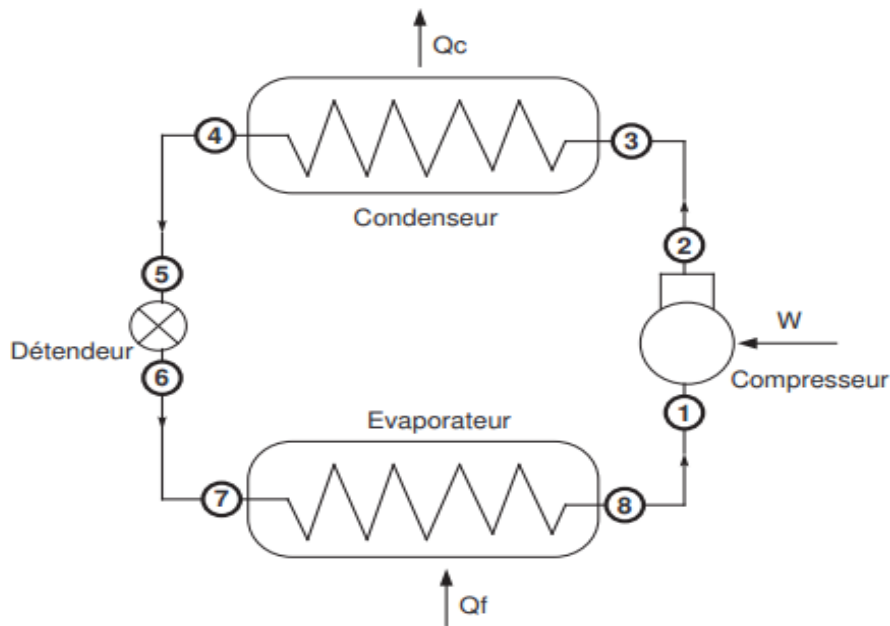 Qc
4
3
Condenseur
2
5
W
Détendeur
6
Compresseur
1
Evaporateur
7
8
Qf